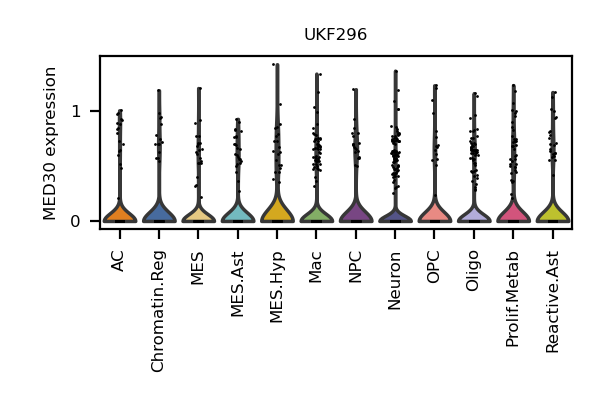 UKF296
MED30 expression
1
0
AC
Chromatin.Reg
MES
MES.Ast
MES.Hyp
Mac
NPC
Neuron
OPC
Oligo
Prolif.Metab
Reactive.Ast